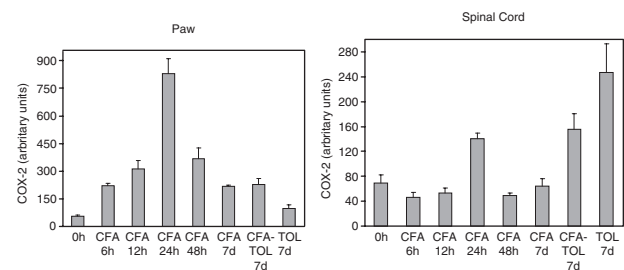 Paw
COX-2 (arbritary units)
900
750
600
450
300
150
0
0h CFA CFA CFA CFA CFA CFA- TOL
6h 12h 24h 48h 7d TOL 7d
7d
Spinal Cord
COX-2 (arbritary units)
280
240
200
160
120
80
40
0
0h CFA CFA CFA CFA CFA CFA- TOL
6h 12h 24h 48h 7d TOL 7d
7d